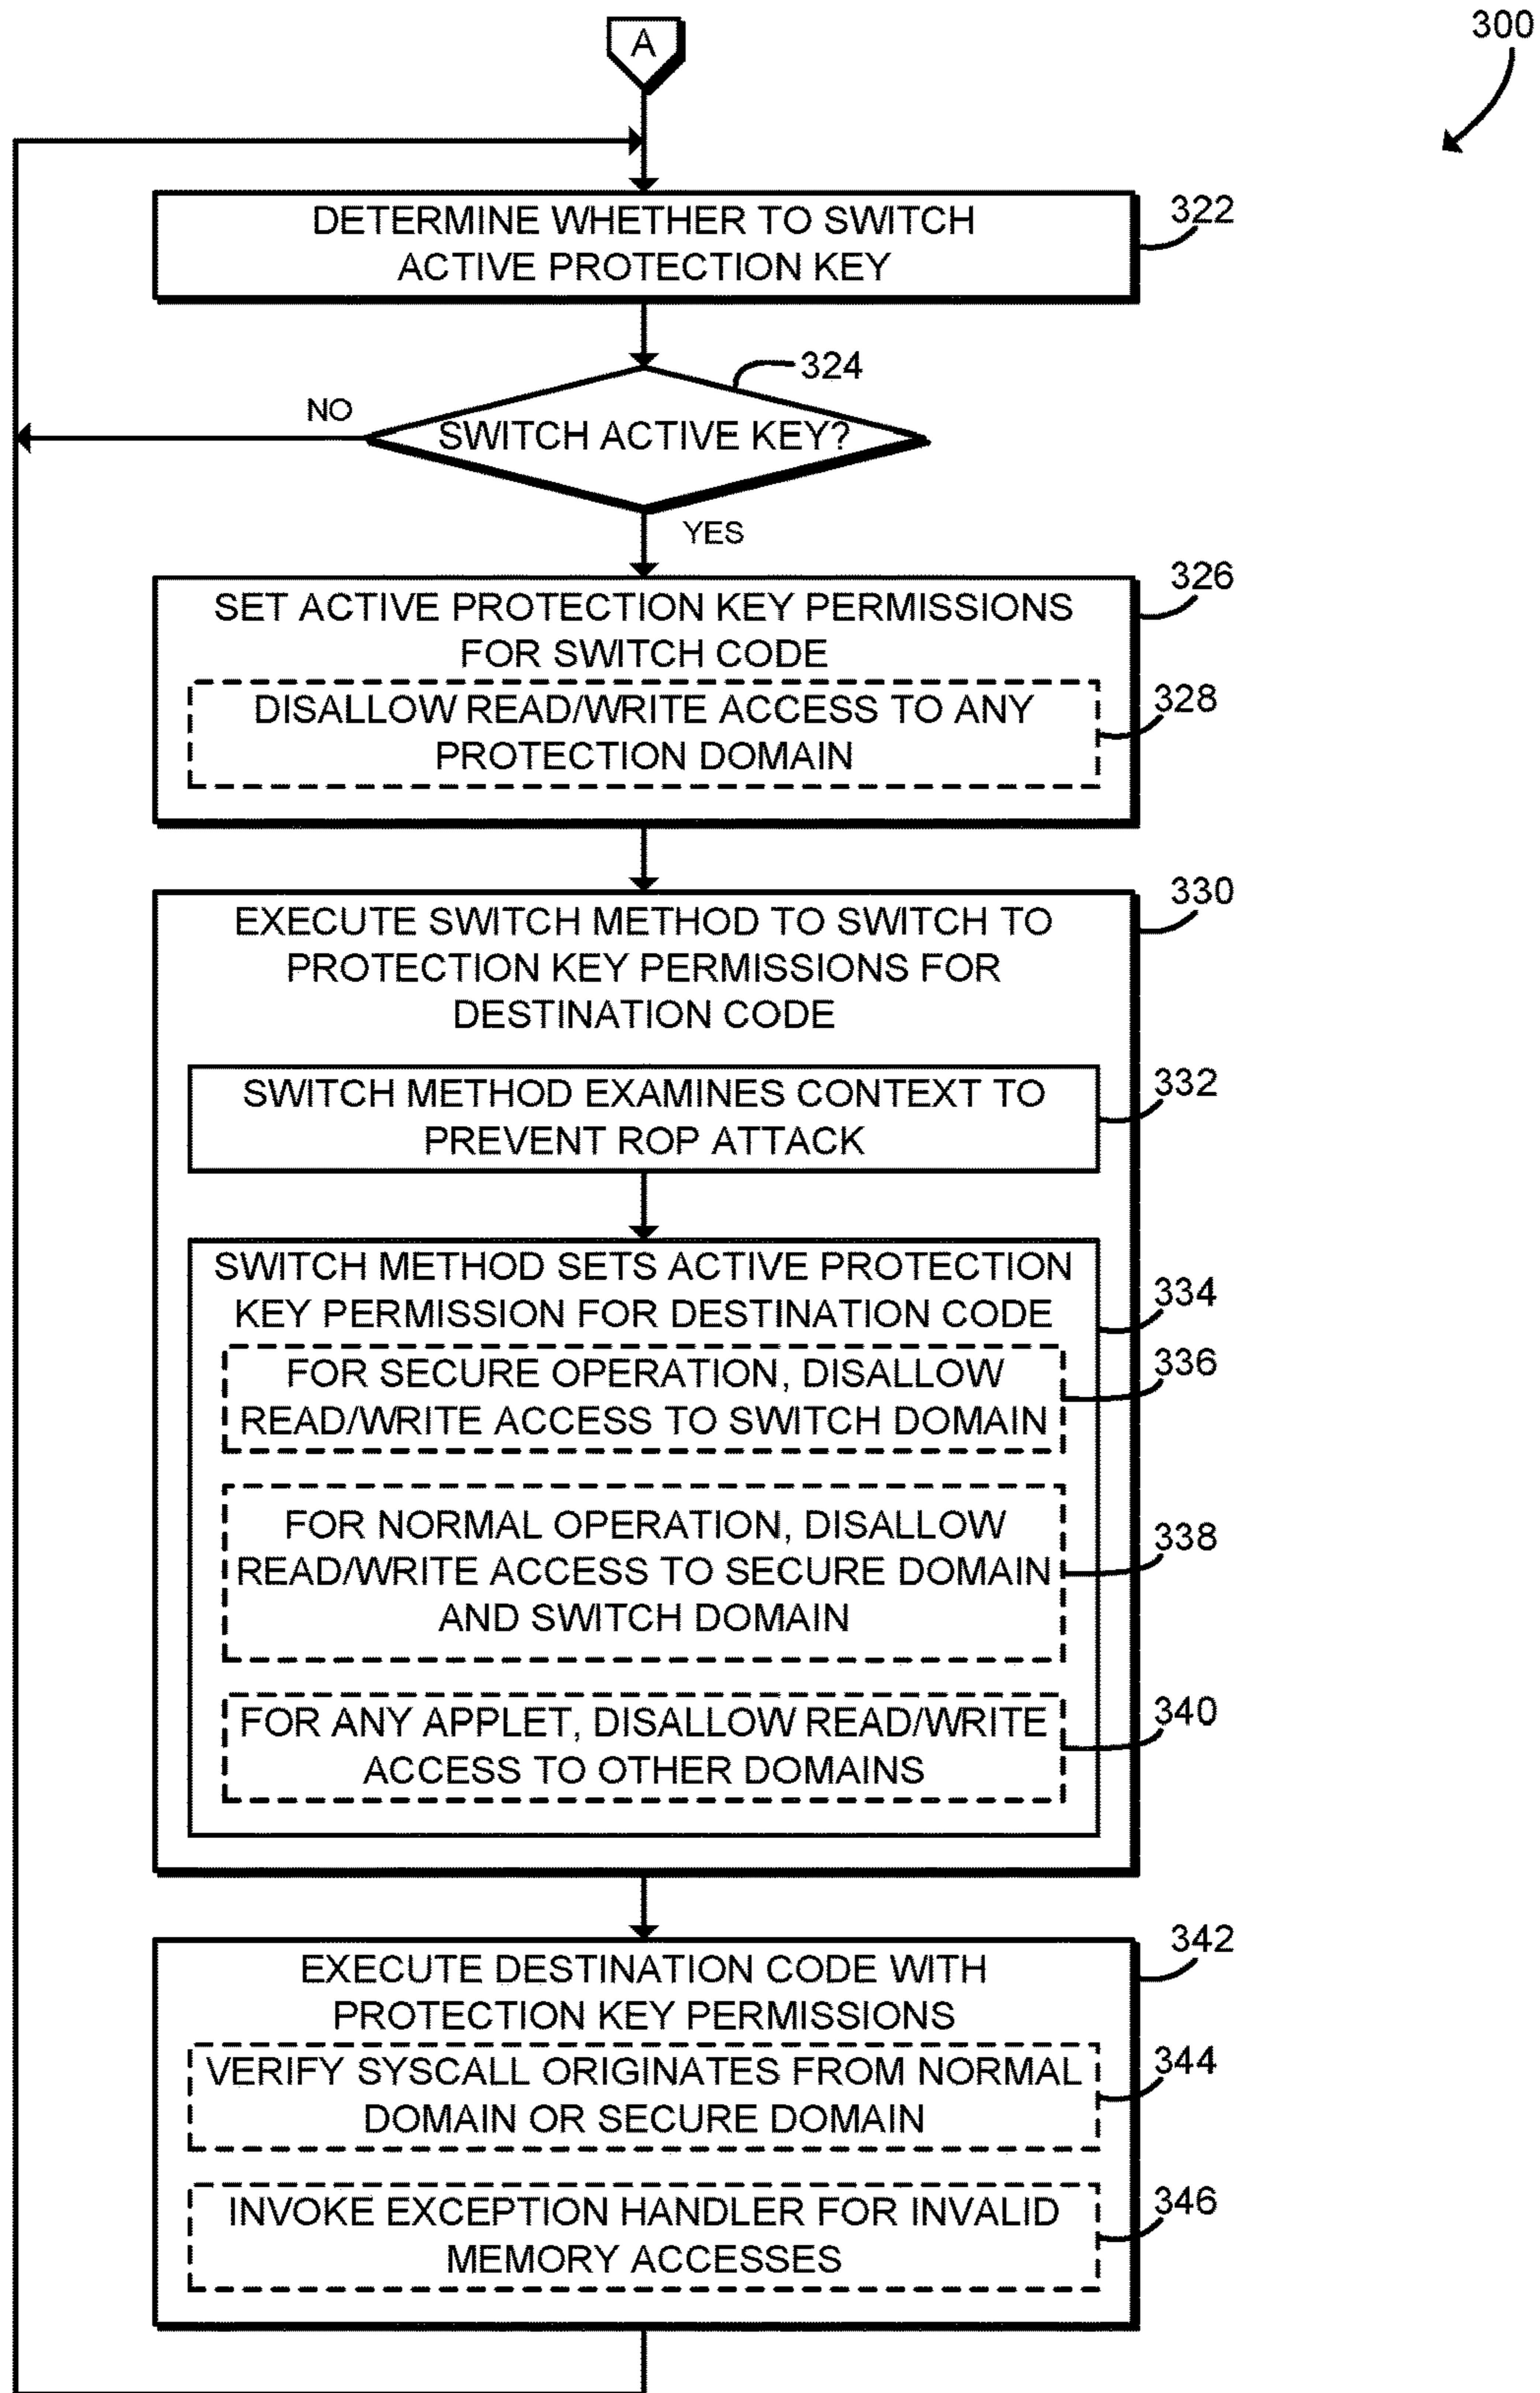 A
300
DETERMINE WHETHER TO SWITCH
ACTIVE PROTECTION KEY
322
324
SWITCH ACTIVE KEY?
NO
YES
SET ACTIVE PROTECTION KEY PERMISSIONS
FOR SWITCH CODE
326
DISALLOW READ/WRITE ACCESS TO ANY
PROTECTION DOMAIN
328
EXECUTE SWITCH METHOD TO SWITCH TO
PROTECTION KEY PERMISSIONS FOR
DESTINATION CODE
330
SWITCH METHOD EXAMINES CONTEXT TO
PREVENT ROP ATTACK
332
SWITCH METHOD SETS ACTIVE PROTECTION
KEY PERMISSION FOR DESTINATION CODE
334
FOR SECURE OPERATION, DISALLOW
READ/WRITE ACCESS TO SWITCH DOMAIN
336
FOR NORMAL OPERATION, DISALLOW
READ/WRITE ACCESS TO SECURE DOMAIN
AND SWITCH DOMAIN
338
FOR ANY APPLET, DISALLOW READ/WRITE
ACCESS TO OTHER DOMAINS
340
EXECUTE DESTINATION CODE WITH
PROTECTION KEY PERMISSIONS
342
VERIFY SYSCALL ORIGINATES FROM NORMAL
DOMAIN OR SECURE DOMAIN
344
INVOKE EXCEPTION HANDLER FOR INVALID
MEMORY ACCESSES
346